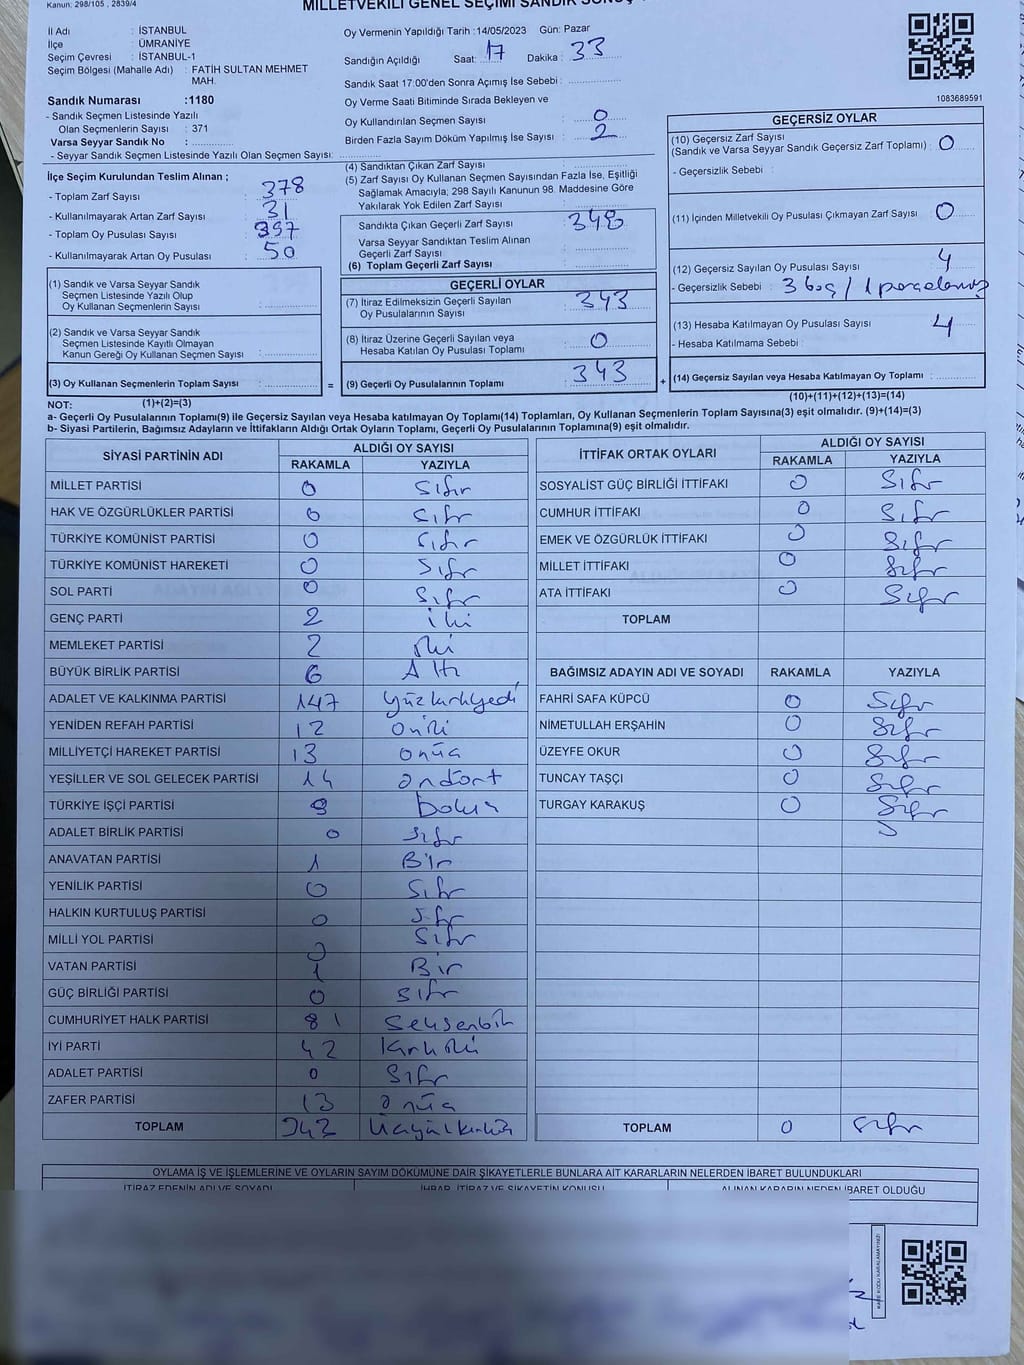 Kanun: 298/105 , 2839/4
MİLLETVEKİLİ GENEL SEÇİMİ SANDIK
İl Adı : İSTANBUL
İlçe : ÜMRANİYE
Seçim Çevresi : İSTANBUL-1
Seçim Bölgesi (Mahalle Adı) : FATİH SULTAN MEHMET
MAH.
Sandık Numarası :1180
- Sandık Seçmen Listesinde Yazılı
Olan Seçmenlerin Sayısı : 371
Varsa Seyyar Sandık No :
- Seyyar Sandık Seçmen Listesinde Yazılı Olan Seçmen Sayısı:
Oy Vermenin Yapıldığı Tarih :14/05/2023 Gün: Pazar
Sandığın Açıldığı Saat: 17 Dakika : 33
Sandık Saat 17:00'den Sonra Açımış İse Sebebi :
Oy Verme Saati Bitiminde Sırada Bekleyen ve
Oy Kullandırılan Seçmen Sayısı : 0
Birden Fazla Sayım Döküm Yapılmış İse Sayısı : 2
1083689591
İlçe Seçim Kurulundan Teslim Alınan ;
- Toplam Zarf Sayısı : 378
- Kullanılmayarak Artan Zarf Sayısı : 31
- Toplam Oy Pusulası Sayısı : 397
- Kullanılmayarak Artan Oy Pusulası : 50
(4) Sandıktan Çıkan Zarf Sayısı
(5) Zarf Sayısı Oy Kullanan Seçmen Sayısından Fazla İse, Eşitliği
Sağlamak Amacıyla; 298 Sayılı Kanunun 98. Maddesine Göre
Yakılarak Yok Edilen Zarf Sayısı
Sandıkta Çıkan Geçerli Zarf Sayısı : 348
Varsa Seyyar Sandıktan Teslim Alınan
Geçerli Zarf Sayısı
(6) Toplam Geçerli Zarf Sayısı
GEÇERSİZ OYLAR
(10) Geçersiz Zarf Sayısı
(Sandık ve Varsa Seyyar Sandık Geçersiz Zarf Toplamı) : 0
- Geçersizlik Sebebi :
(11) İçinden Milletvekili Oy Pusulası Çıkmayan Zarf Sayısı : 0
(12) Geçersiz Sayılan Oy Pusulası Sayısı : 4
- Geçersizlik Sebebi : 3 boş / 1 parçalanmış
(13) Hesaba Katılmayan Oy Pusulası Sayısı : 4
- Hesaba Katılmama Sebebi :
(14) Geçersiz Sayılan veya Hesaba Katılmayan Oy Toplamı :
(10)+(11)+(12)+(13)=(14)
(1) Sandık ve Varsa Seyyar Sandık
Seçmen Listesinde Yazılı Olup
Oy Kullanan Seçmenlerin Sayısı :
(2) Sandık ve Varsa Seyyar Sandık
Seçmen Listesinde Kayıtlı Olmayan
Kanun Gereği Oy Kullanan Seçmen Sayısı :
(3) Oy Kullanan Seçmenlerin Toplam Sayısı :
(1)+(2)=(3)
=
GEÇERLİ OYLAR
(7) İtiraz Edilmeksizin Geçerli Sayılan
Oy Pusulalarının Sayısı : 343
(8) İtiraz Üzerine Geçerli Sayılan veya
Hesaba Katılan Oy Pusulası Toplamı : 0
(9) Geçerli Oy Pusulalarının Toplamı : 343
+
NOT:
a- Geçerli Oy Pusulalarının Toplamı(9) ile Geçersiz Sayılan veya Hesaba katılmayan Oy Toplamı(14) Toplamları, Oy Kullanan Seçmenlerin Toplam Sayısına(3) eşit olmalıdır. (9)+(14)=(3)
b- Siyasi Partilerin, Bağımsız Adayların ve İttifakların Aldığı Ortak Oyların Toplamı, Geçerli Oy Pusulalarının Toplamına(9) eşit olmalıdır.
SİYASİ PARTİNİN ADI ALDIĞI OY SAYISI
RAKAMLA YAZIYLA
MİLLET PARTİSİ 0 Sıfır
HAK VE ÖZGÜRLÜKLER PARTİSİ 0 Sıfır
TÜRKİYE KOMÜNİST PARTİSİ 0 Sıfır
TÜRKİYE KOMÜNİST HAREKETİ 0 Sıfır
SOL PARTİ 0 Sıfır
GENÇ PARTİ 2 iki
MEMLEKET PARTİSİ 2 iki
BÜYÜK BİRLİK PARTİSİ 6 Altı
ADALET VE KALKINMA PARTİSİ 147 yüzkırkyedi
YENİDEN REFAH PARTİSİ 12 Oniki
MİLLİYETÇİ HAREKET PARTİSİ 13 onüç
YEŞİLLER VE SOL GELECEK PARTİSİ 14 ondört
TÜRKİYE İŞÇİ PARTİSİ 9 Dokuz
ADALET BİRLİK PARTİSİ 0 sıfır
ANAVATAN PARTİSİ 1 Bir
YENİLİK PARTİSİ 0 Sıfır
HALKIN KURTULUŞ PARTİSİ 0 Sıfır
MİLLİ YOL PARTİSİ 0 Sıfır
VATAN PARTİSİ 1 Bir
GÜÇ BİRLİĞİ PARTİSİ 0 sıfır
CUMHURİYET HALK PARTİSİ 81 Seksenbir
İYİ PARTİ 42 Kırkiki
ADALET PARTİSİ 0 Sıfır
ZAFER PARTİSİ 13 onüç
TOPLAM 343 üçyüzkırküç
İTTİFAK ORTAK OYLARI ALDIĞI OY SAYISI
RAKAMLA YAZIYLA
SOSYALİST GÜÇ BİRLİĞİ İTTİFAKI 0 Sıfır
CUMHUR İTTİFAKI 0 Sıfır
EMEK VE ÖZGÜRLÜK İTTİFAKI 0 Sıfır
MİLLET İTTİFAKI 0 Sıfır
ATA İTTİFAKI 0 Sıfır
TOPLAM
BAĞIMSIZ ADAYIN ADI VE SOYADI RAKAMLA YAZIYLA
FAHRİ SAFA KÜPCÜ 0 Sıfır
NİMETULLAH ERŞAHİN 0 Sıfır
ÜZEYFE OKUR 0 Sıfır
TUNCAY TAŞÇI 0 Sıfır
TURGAY KARAKUŞ 0 Sıfır
TOPLAM 0 Sıfır
OYLAMA İŞ VE İŞLEMLERİNE VE OYLARIN SAYIM DÖKÜMÜNE DAİR ŞİKAYETLERLE BUNLARA AİT KARARLARIN NELERDEN İBARET BULUNDUKLARI
İTİRAZ EDENİN ADI VE SOYADI İHBAR, İTİRAZ VE ŞİKAYETİN KONUSU ALINAN KARARIN NEDEN İBARET OLDUĞU
KARE KODU KARALAMAYINIZ!